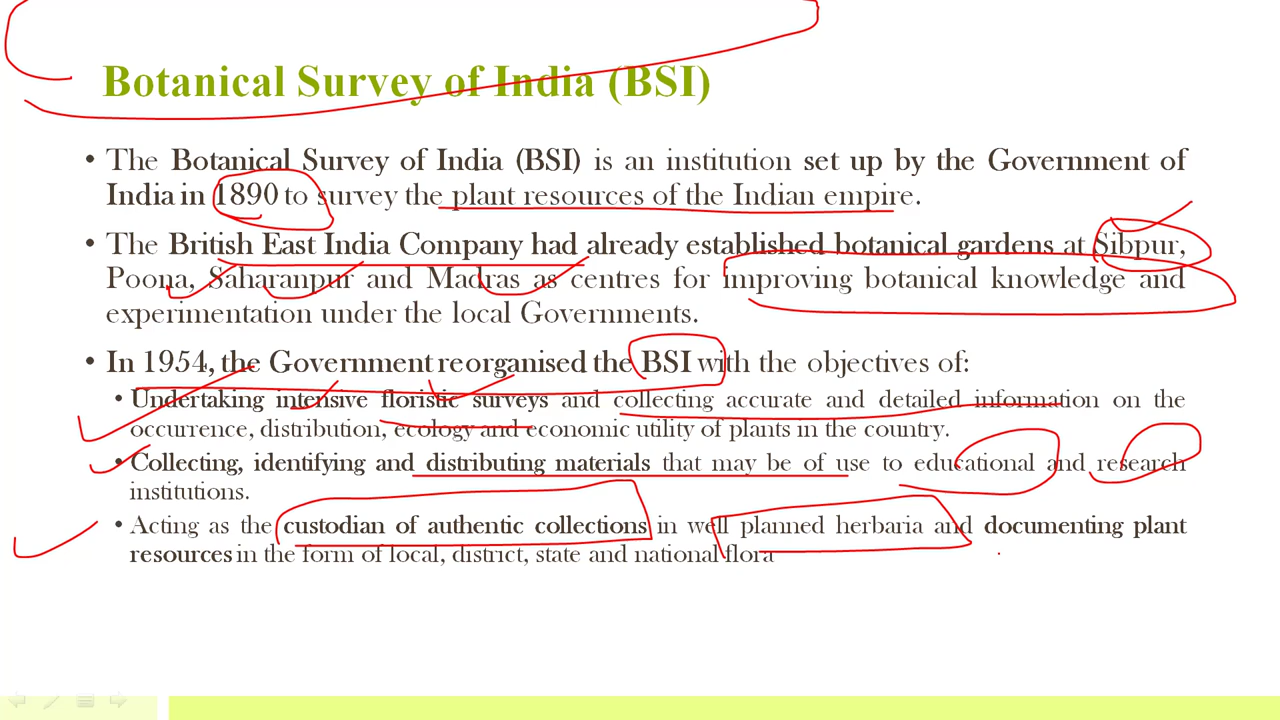 Botanical Survey of India (BSI)
• The Botanical Survey of India (BSI) is an institution set up by the Government of
India in 1890 to survey the plant resources of the Indian empire.
• The British East India Company had already established botanical gardens at Sibpur,
Poona, Saharanpur and Madras as centres for improving botanical knowledge and
experimentation under the local Governments.
• In 1954, the Government reorganised the BSI with the objectives of:
• Undertaking intensive floristic surveys and collecting accurate and detailed information on the
occurrence, distribution, ecology and economic utility of plants in the country.
• Collecting, identifying and distributing materials that may be of use to educational and research
institutions.
• Acting as the custodian of authentic collections in well planned herbaria and documenting plant
resources in the form of local, district, state and national flora